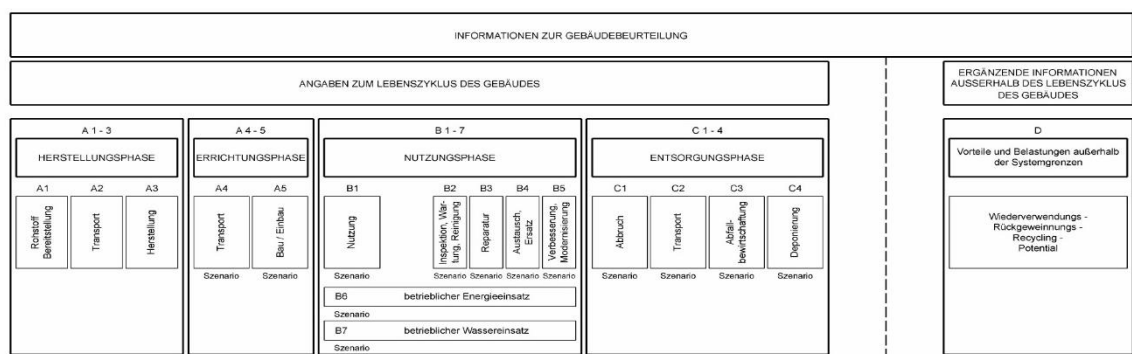 INFORMATIONEN ZUR GEBÄUDEBEURTEILUNG
ANGABEN ZUM LEBENSZYKLUS DES GEBÄUDES
ERGÄNZENDE INFORMATIONEN
AUSSERHALB DES LEBENSZYKLUS
DES GEBÄUDES
A 1 - 3
HERSTELLUNGSPHASE
A1
A2
A3
Rohstoff
Bereitstellung
Transport
Herstellung
A 4 - 5
ERRICHTUNGSPHASE
A4
A5
Transport
Bau / Einbau
Szenario
Szenario
B 1 - 7
NUTZUNGSPHASE
B1
B2
B3
B4
B5
Nutzung
Inspektion, War-
tung, Reinigung
Reparatur
Austausch,
Ersatz
Verbesserung,
Modernisierung
Szenario
Szenario
Szenario
Szenario
Szenario
B6 betrieblicher Energieeinsatz
Szenario
B7 betrieblicher Wassereinsatz
Szenario
C 1 - 4
ENTSORGUNGSPHASE
C1
C2
C3
C4
Abbruch
Transport
Abfall-
bewirtschaftung
Deponierung
Szenario
Szenario
Szenario
Szenario
D
Vorteile und Belastungen außerhalb
der Systemgrenzen
Wiederverwendungs -
Rückgeweinnungs -
Recycling -
Potential